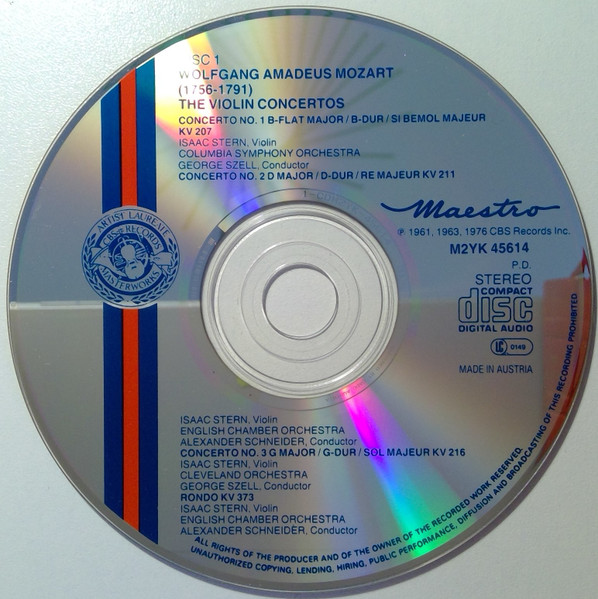 SC 1
WOLFGANG AMADEUS MOZART
(1756-1791)
THE VIOLIN CONCERTOS
CONCERTO NO. 1 B-FLAT MAJOR / B-DUR / SI BEMOL MAJEUR
KV 207
ISAAC STERN, Violin
COLUMBIA SYMPHONY ORCHESTRA
GEORGE SZELL, Conductor
CONCERTO NO. 2 D MAJOR / D-DUR / RE MAJEUR KV 211
Maestro
℗ 1961, 1963, 1976 CBS Records Inc.
M2YK 45614
P.D.
STEREO
COMPACT
disc
DIGITAL AUDIO
LC 0149
MADE IN AUSTRIA
ARTIST LAUREATE
CBS RECORDS
MASTERWORKS
ISAAC STERN, Violin
ENGLISH CHAMBER ORCHESTRA
ALEXANDER SCHNEIDER, Conductor
CONCERTO NO. 3 G MAJOR / G-DUR / SOL MAJEUR KV 216
ISAAC STERN, Violin
CLEVELAND ORCHESTRA
GEORGE SZELL, Conductor
RONDO KV 373
ISAAC STERN, Violin
ENGLISH CHAMBER ORCHESTRA
ALEXANDER SCHNEIDER, Conductor
ALL RIGHTS OF THE PRODUCER AND OF THE OWNER OF THE RECORDED WORK RESERVED.
UNAUTHORIZED COPYING, LENDING, HIRING, PUBLIC PERFORMANCE, DIFFUSION AND BROADCASTING OF THIS RECORDING PROHIBITED